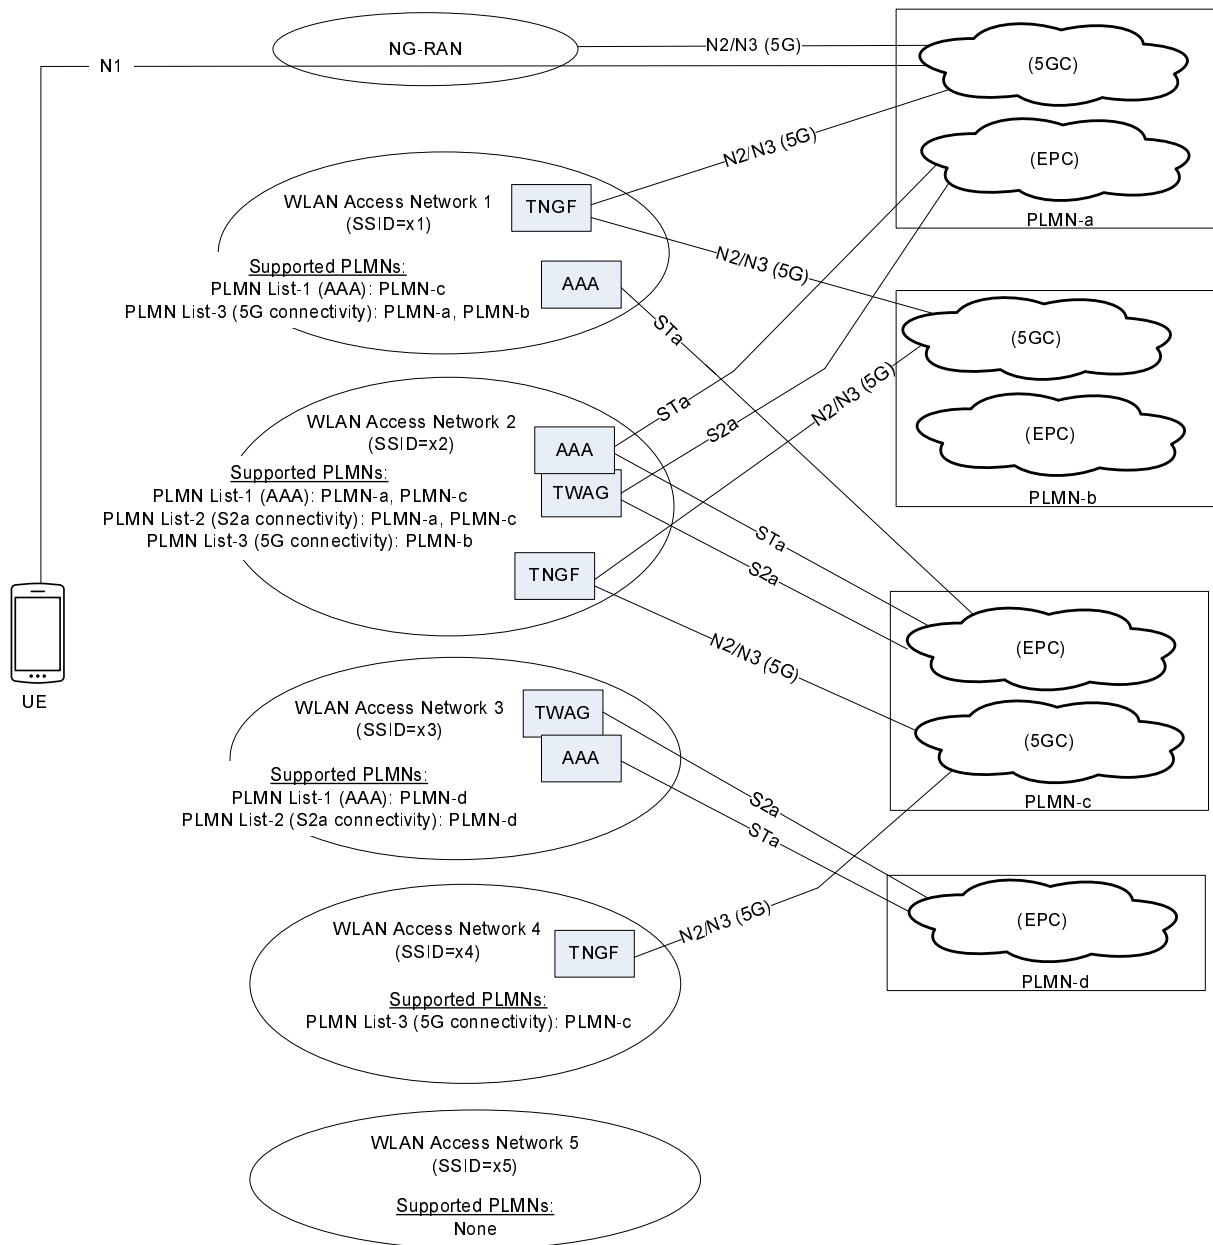 NG-RAN
N2/N3 (5G)
N1
(5GC)
(EPC)
PLMN-a
WLAN Access Network 1
(SSID=x1)
TNGF
N2/N3 (5G)
N2/N3 (5G)
Supported PLMNs:
PLMN List-1 (AAA): PLMN-c
PLMN List-3 (5G connectivity): PLMN-a, PLMN-b
AAA
STa
(5GC)
(EPC)
PLMN-b
WLAN Access Network 2
(SSID=x2)
AAA
TWAG
STa
S2a
N2/N3 (5G)
Supported PLMNs:
PLMN List-1 (AAA): PLMN-a, PLMN-c
PLMN List-2 (S2a connectivity): PLMN-a, PLMN-c
PLMN List-3 (5G connectivity): PLMN-b
STa
S2a
TNGF
N2/N3 (5G)
UE
(EPC)
(5GC)
PLMN-c
WLAN Access Network 3
(SSID=x3)
TWAG
AAA
Supported PLMNs:
PLMN List-1 (AAA): PLMN-d
PLMN List-2 (S2a connectivity): PLMN-d
S2a
STa
(EPC)
PLMN-d
WLAN Access Network 4
(SSID=x4)
TNGF
N2/N3 (5G)
Supported PLMNs:
PLMN List-3 (5G connectivity): PLMN-c
WLAN Access Network 5
(SSID=x5)
Supported PLMNs:
None